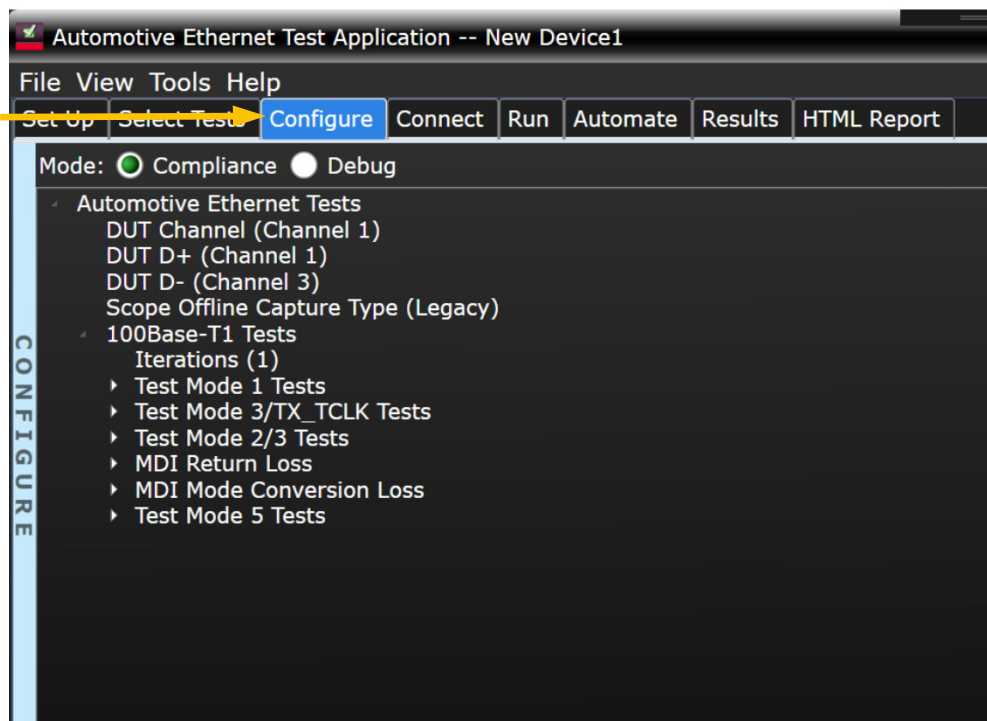 Automotive Ethernet Test Application -- New Device1
File View Tools Help
Set Up Select Tests Configure Connect Run Automate Results HTML Report
Mode: Compliance Debug
Automotive Ethernet Tests
DUT Channel (Channel 1)
DUT D+ (Channel 1)
DUT D- (Channel 3)
Scope Offline Capture Type (Legacy)
100Base-T1 Tests
Iterations (1)
Test Mode 1 Tests
Test Mode 3/TX_TCLK Tests
Test Mode 2/3 Tests
MDI Return Loss
MDI Mode Conversion Loss
Test Mode 5 Tests
CONFIGURE